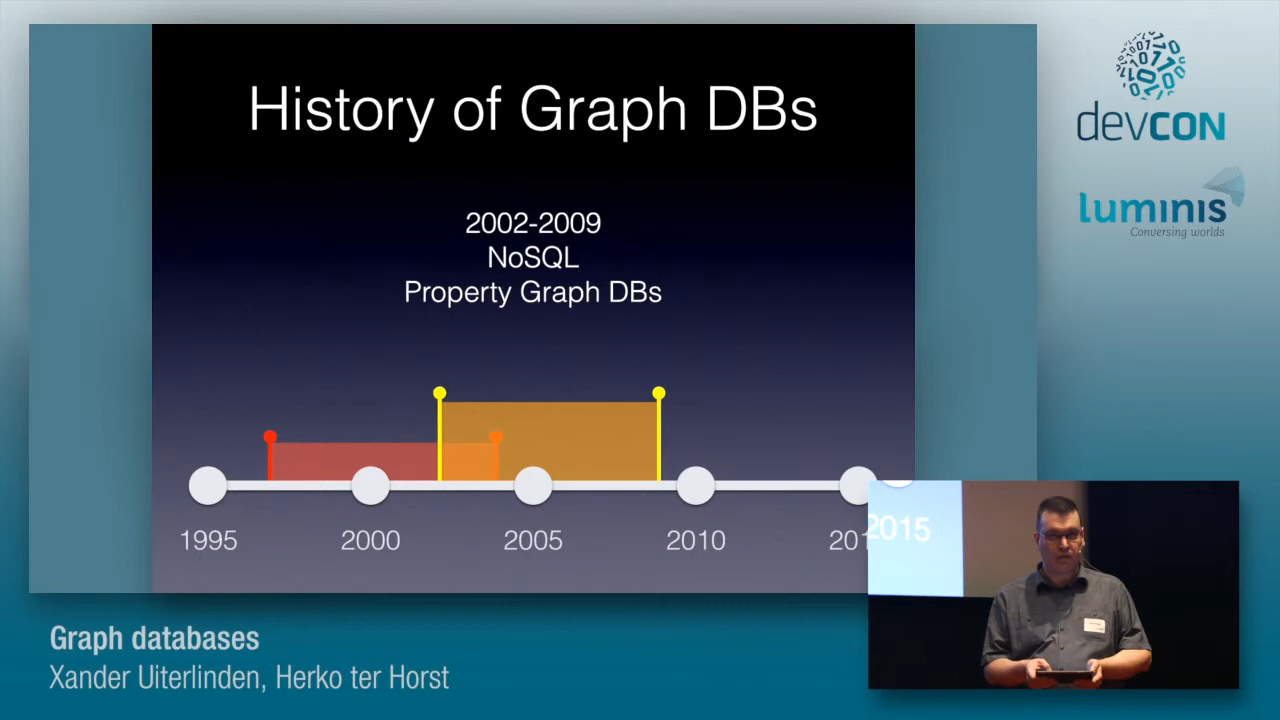 History of Graph DBs
2002-2009
NoSQL
Property Graph DBs
1995
2000
2005
2010
201
2015
devcon
luminis
Conversing worlds
Graph databases
Xander Uiterlinden, Herko ter Horst